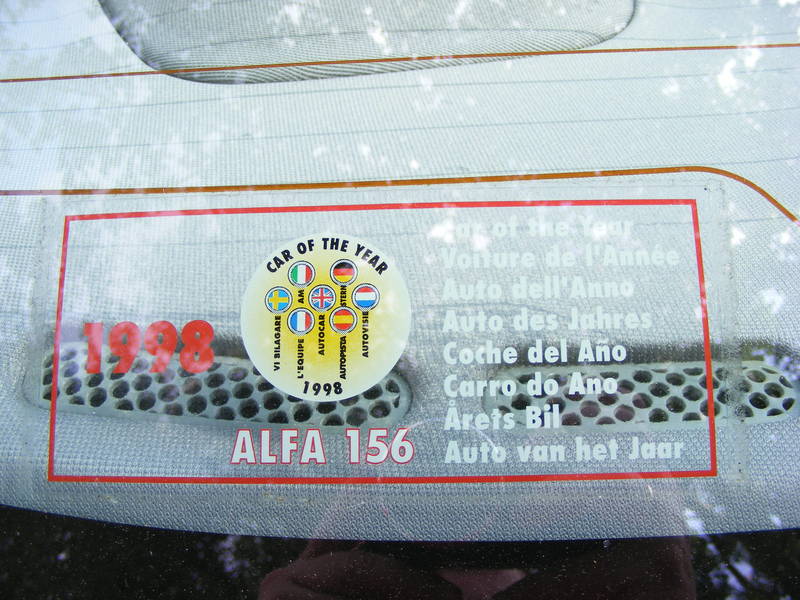 1998
CAR OF THE YEAR
VI BILAGARE
L'EQUIPE
AM
AUTOCAR
STERN
AUTOPISTA
AUTOVISIE
1998
ALFA 156
Car of the Year
Voiture de l'Année
Auto dell'Anno
Auto des Jahres
Coche del Año
Carro do Ano
Årets Bil
Auto van het Jaar